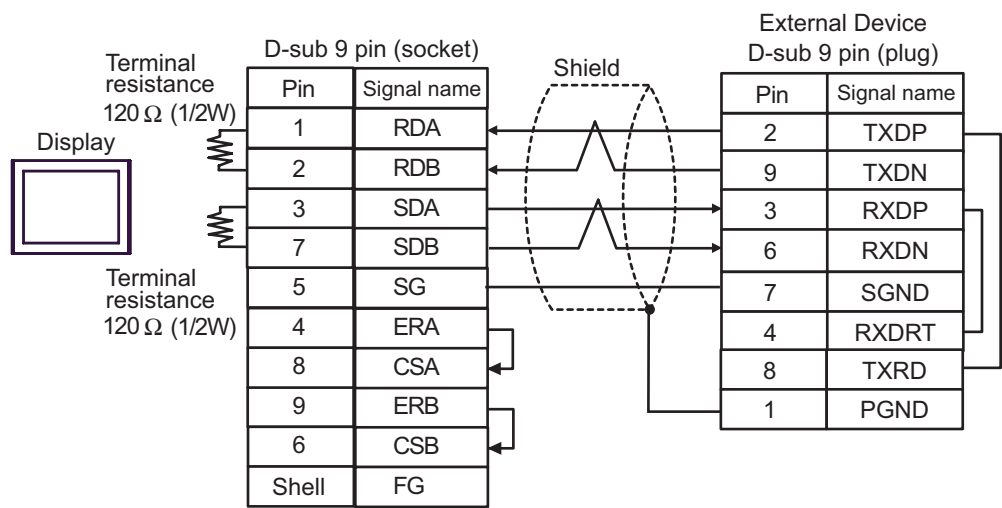 External Device
D-sub 9 pin (socket)
D-sub 9 pin (plug)
Terminal
resistance
120 Ω (1/2W)
Shield
Display
Pin Signal name
1 RDA
2 RDB
3 SDA
7 SDB
5 SG
4 ERA
8 CSA
9 ERB
6 CSB
Shell FG
Terminal
resistance
120 Ω (1/2W)
Pin Signal name
2 TXDP
9 TXDN
3 RXDP
6 RXDN
7 SGND
4 RXDRT
8 TXRD
1 PGND